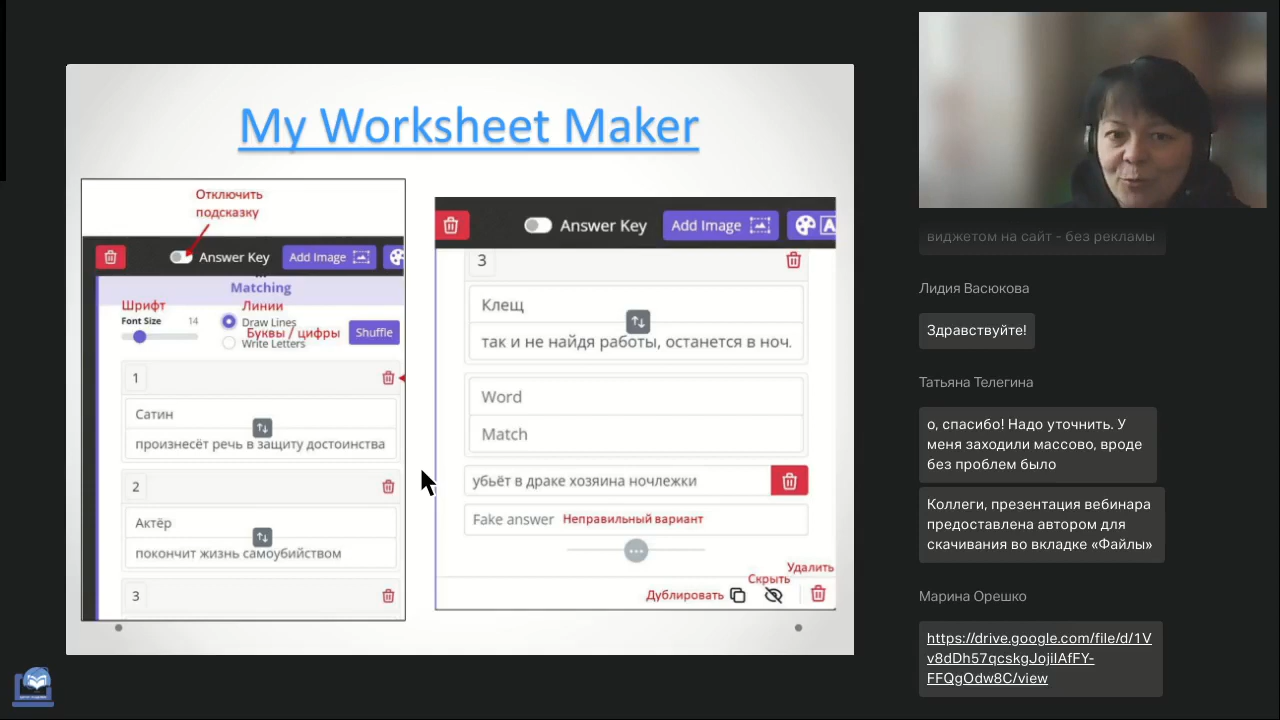 My Worksheet Maker
Отключить
подсказку
Answer Key
Add Image
Matching
Шрифт
Линии
Font Size 14
Draw Lines
Буквы / цифры
Shuffle
Write Letters
1
Сатин
произнесёт речь в защиту достоинства
2
Актёр
покончит жизнь самоубийством
3
Answer Key
Add Image
A
3
Клещ
так и не найдя работы, останется в ноч.
Word
Match
убьёт в драке хозяина ночлежки
Fake answer Неправильный вариант
Удалить
Скрыть
Дублировать
виджетом на сайт - без рекламы
Лидия Васюкова
Здравствуйте!
Татьяна Телегина
о, спасибо! Надо уточнить. У
меня заходили массово, вроде
без проблем было
Коллеги, презентация вебинара
предоставлена автором для
скачивания во вкладке «Файлы»
Марина Орешко
https://drive.google.com/file/d/1V
v8dDh57qcskgJojilAfFY-
FFQgOdw8C/view